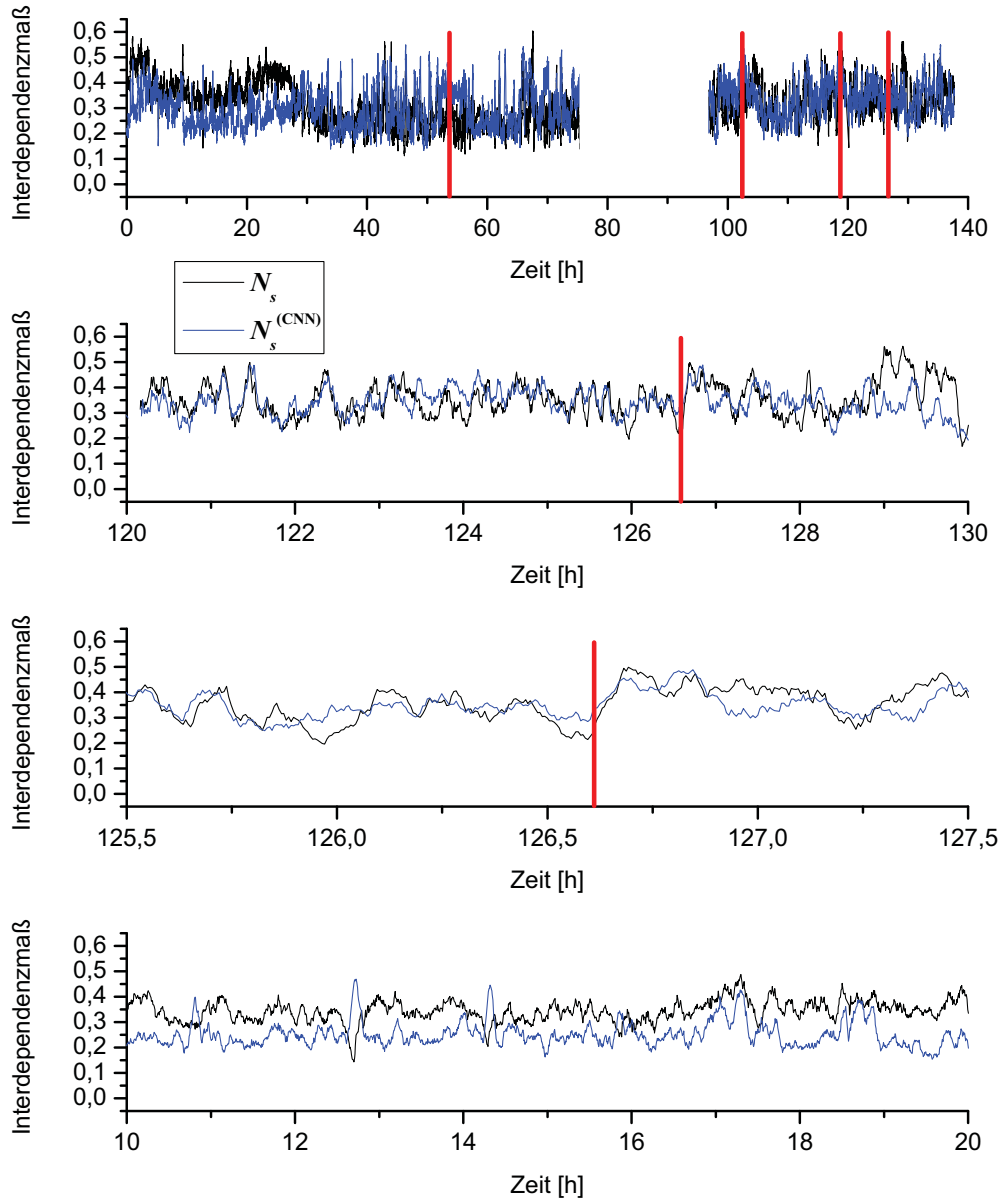 Interdependenzmaß
0,6
0,5
0,4
0,3
0,2
0,1
0,0
0 20 40 60 80 100 120 140
Zeit [h]
N_s
N_s^(CNN)
Interdependenzmaß
0,6
0,5
0,4
0,3
0,2
0,1
0,0
120 122 124 126 128 130
Zeit [h]
Interdependenzmaß
0,6
0,5
0,4
0,3
0,2
0,1
0,0
125,5 126,0 126,5 127,0 127,5
Zeit [h]
Interdependenzmaß
0,6
0,5
0,4
0,3
0,2
0,1
0,0
10 12 14 16 18 20
Zeit [h]